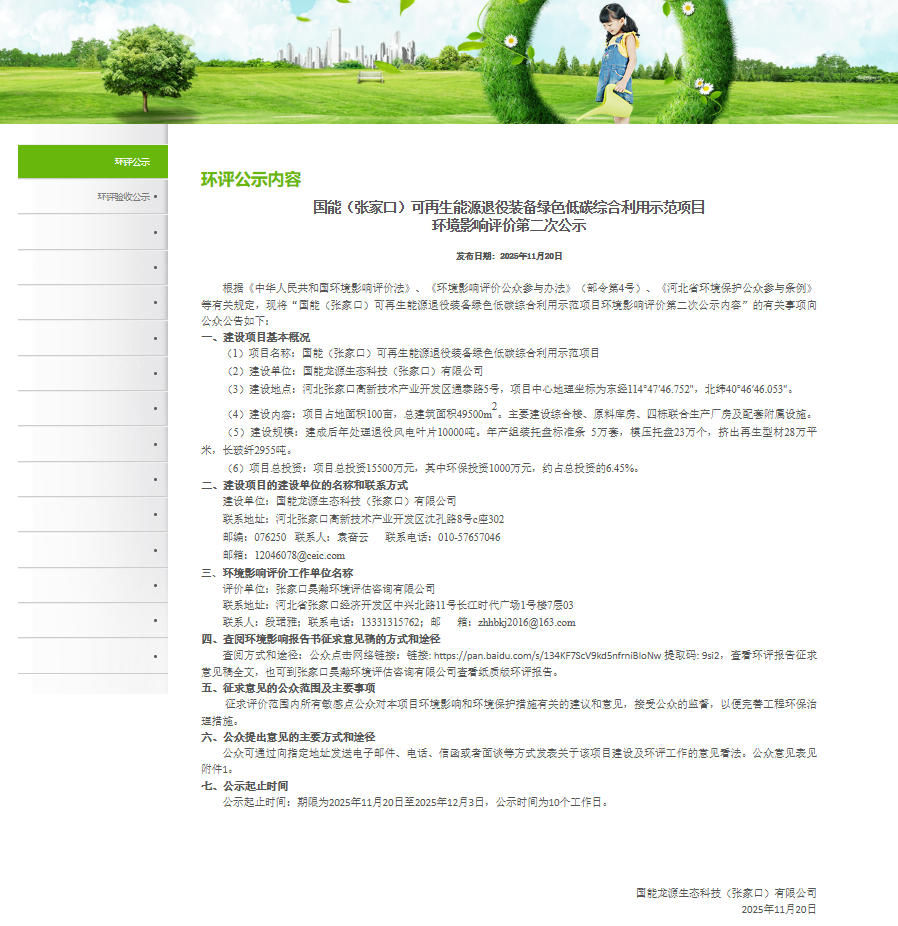 环评公示
环评验收公示
环评公示内容
国能（张家口）可再生能源退役装备绿色低碳综合利用示范项目
环境影响评价第二次公示
发布日期：2025年11月20日
根据《中华人民共和国环境影响评价法》、《环境影响评价公众参与办法》（部令第4号）、《河北省环境保护公众参与条例》
等有关规定，现将“国能（张家口）可再生能源退役装备绿色低碳综合利用示范项目环境影响评价第二次公示内容”的有关事项向
公众公告如下：
一、建设项目基本概况
（1）项目名称：国能（张家口）可再生能源退役装备绿色低碳综合利用示范项目
（2）建设单位：国能龙源生态科技（张家口）有限公司
（3）建设地点：河北张家口高新技术产业开发区通泰路5号，项目中心地理坐标为东经114°47′46.752″，北纬40°46′46.053″。
（4）建设内容：项目占地面积100亩，总建筑面积49500m²。主要建设综合楼、原料库房、四栋联合生产厂房及配套附属设施。
（5）建设规模：建成后年处理退役风电叶片10000吨。年产组装托盘标准条 5万套，模压托盘23万个，挤出再生型材28万平
米，长玻纤2955吨。
（6）项目总投资：项目总投资15500万元，其中环保投资1000万元，约占总投资的6.45%。
二、建设项目的建设单位的名称和联系方式
建设单位：国能龙源生态科技（张家口）有限公司
联系地址：河北张家口高新技术产业开发区沈孔路8号c座302
邮编：076250 联系人：袁奋云 联系电话：010-57657046
邮箱：12046078@ceic.com
三、环境影响评价工作单位名称
评价单位：张家口昊瀚环境评估咨询有限公司
联系地址：河北省张家口经济开发区中兴北路11号长江时代广场1号楼7层03
联系人：段珺雅；联系电话：13331315762；邮 箱：zhhbkj2016@163.com
四、查阅环境影响报告书征求意见稿的方式和途径
查阅方式和途径：公众点击网络链接：链接: https://pan.baidu.com/s/134KF7ScV9kd5nfrniBIoNw 提取码: 9si2，查看环评报告征求
意见稿全文，也可到张家口昊瀚环境评估咨询有限公司查看纸质版环评报告。
五、征求意见的公众范围及主要事项
征求评价范围内所有敏感点公众对本项目环境影响和环境保护措施有关的建议和意见，接受公众的监督，以便完善工程环保治
理措施。
六、公众提出意见的主要方式和途径
公众可通过向指定地址发送电子邮件、电话、信函或者面谈等方式发表关于该项目建设及环评工作的意见看法。公众意见表见
附件1。
七、公示起止时间
公示起止时间：期限为2025年11月20日至2025年12月3日，公示时间为10个工作日。
国能龙源生态科技（张家口）有限公司
2025年11月20日